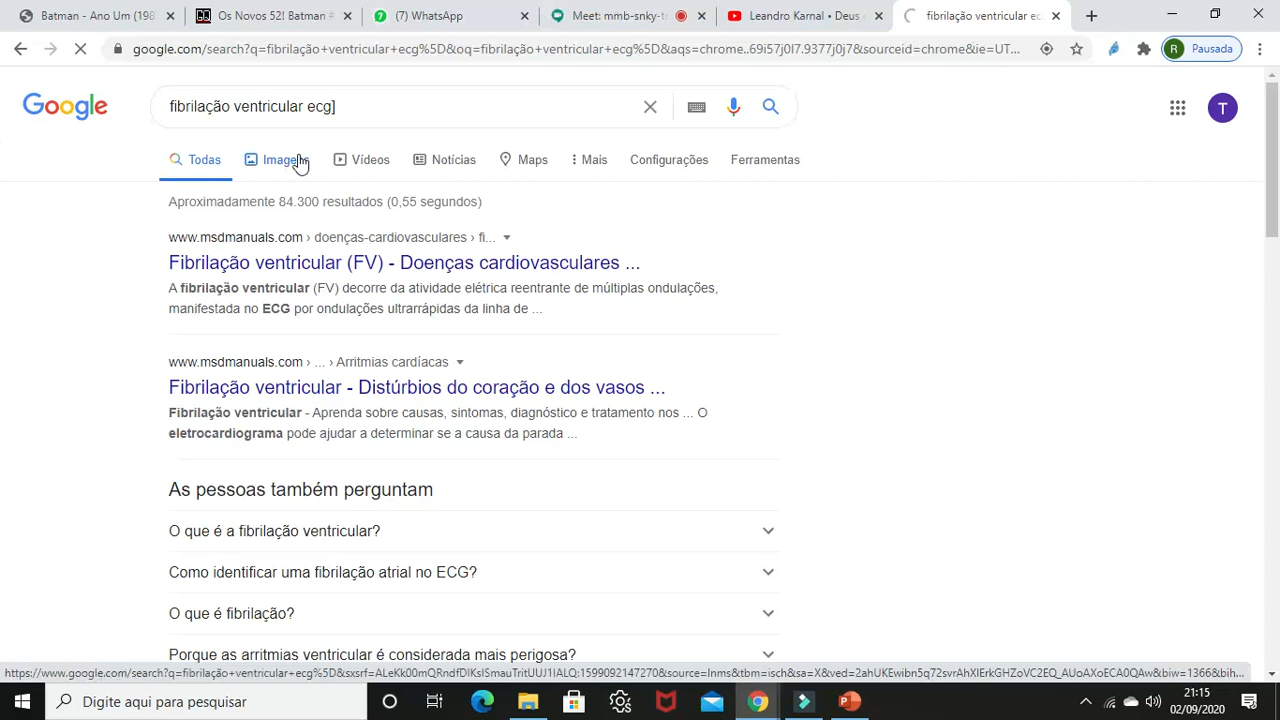 Batman - Ano Um (198
Os Novos 52! Batman #
(7) WhatsApp
Meet: mmb-snky-t
Leandro Karnal • Deus e
fibrilação ventricular ec
google.com/search?q=fibrilação+ventricular+ecg%5D&oq=fibrilação+ventricular+ecg%5D&aqs=chrome..69i57j0l7.9377j0j7&sourceid=chrome&ie=UT...
R Pausada
Google
fibrilação ventricular ecg]
T
Todas
Imagens
Vídeos
Notícias
Maps
Mais
Configurações
Ferramentas
Aproximadamente 84.300 resultados (0,55 segundos)
www.msdmanuals.com › doenças-cardiovasculares › fi...
Fibrilação ventricular (FV) - Doenças cardiovasculares ...
A fibrilação ventricular (FV) decorre da atividade elétrica reentrante de múltiplas ondulações,
manifestada no ECG por ondulações ultrarrápidas da linha de ...
www.msdmanuals.com › ... › Arritmias cardíacas
Fibrilação ventricular - Distúrbios do coração e dos vasos ...
Fibrilação ventricular - Aprenda sobre causas, sintomas, diagnóstico e tratamento nos ... O
eletrocardiograma pode ajudar a determinar se a causa da parada ...
As pessoas também perguntam
O que é a fibrilação ventricular?
Como identificar uma fibrilação atrial no ECG?
O que é fibrilação?
Porque as arritmias ventricular é considerada mais perigosa?
Digite aqui para pesquisar
21:15
02/09/2020